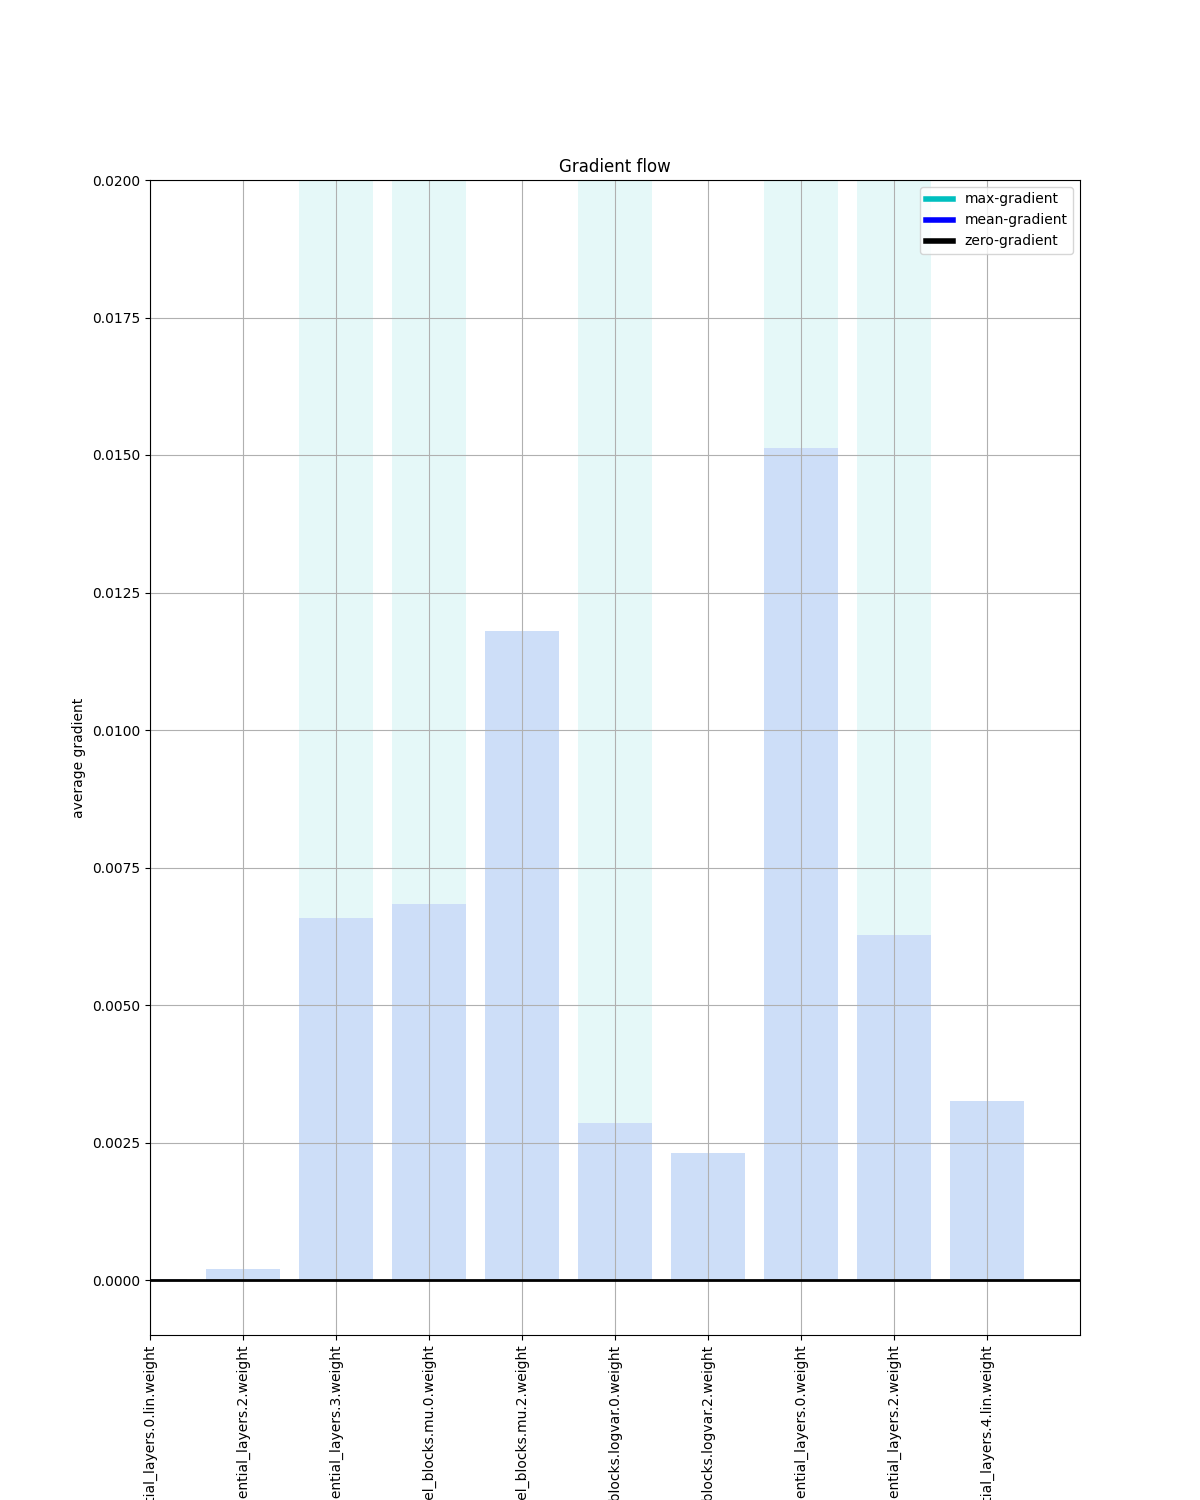 Gradient flow
max-gradient
mean-gradient
zero-gradient
0.0200
0.0175
0.0150
0.0125
0.0100
0.0075
0.0050
0.0025
0.0000
average gradient
tial_layers.0.lin.weight
ential_layers.2.weight
ential_layers.3.weight
el_blocks.mu.0.weight
el_blocks.mu.2.weight
blocks.logvar.0.weight
blocks.logvar.2.weight
ential_layers.0.weight
ential_layers.2.weight
tial_layers.4.lin.weight